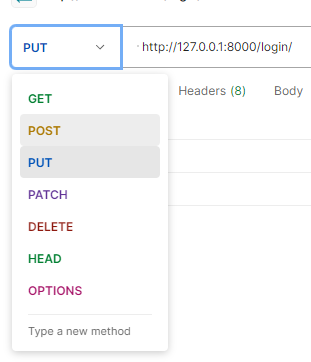 PUT
http://127.0.0.1:8000/login/
Headers (8)
Body
GET
POST
PUT
PATCH
DELETE
HEAD
OPTIONS
Type a new method